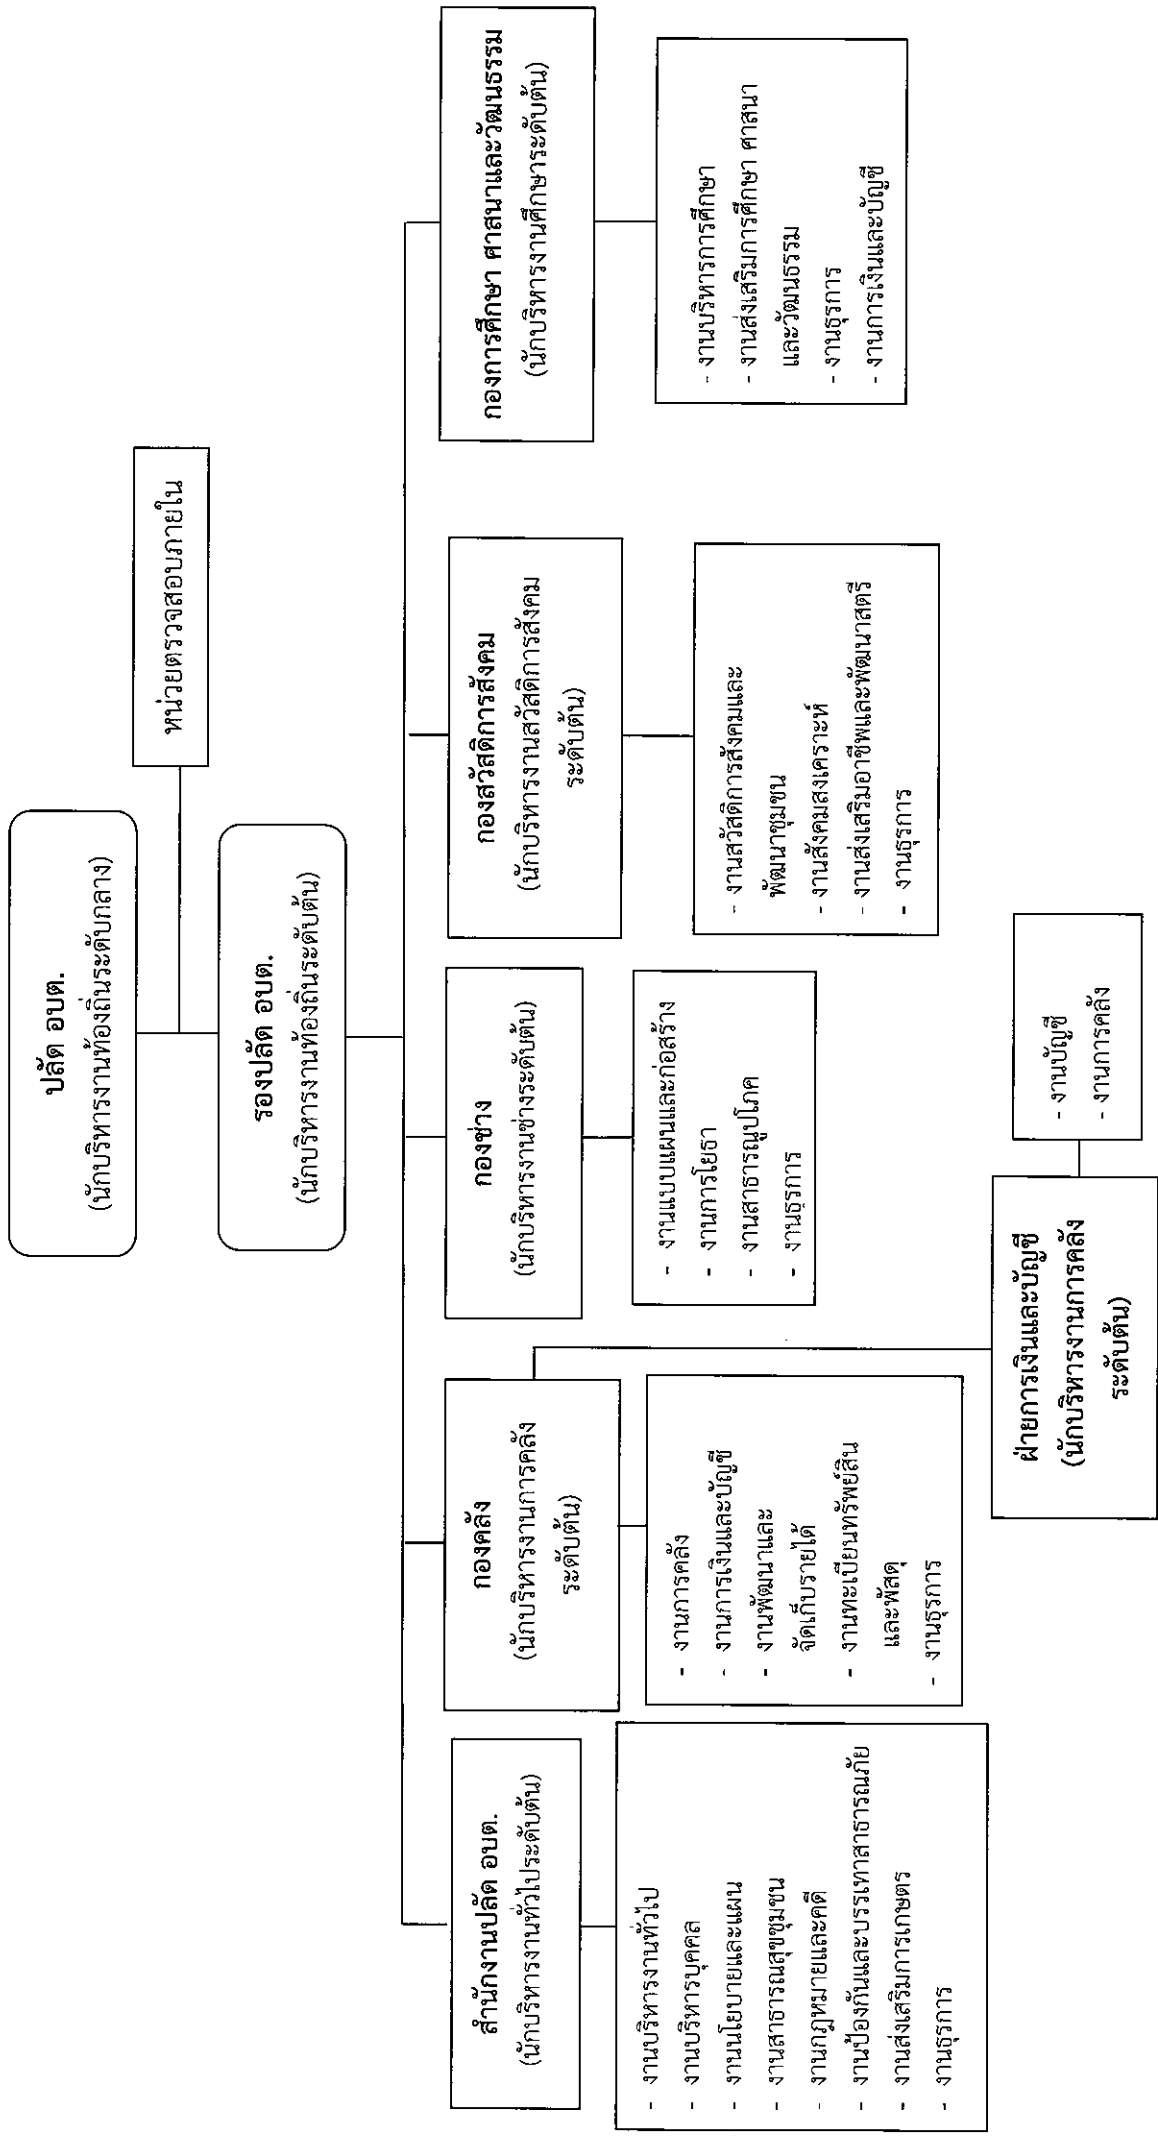 ปลัด อบต.
(นักบริหารงานท้องถิ่นระดับกลาง)
หน่วยตรวจสอบภายใน
รองปลัด อบต.
(นักบริหารงานท้องถิ่นระดับต้น)
สำนักงานปลัด อบต.
(นักบริหารงานทั่วไประดับต้น)
- งานบริหารงานทั่วไป
- งานบริหารบุคคล
- งานนโยบายและแผน
- งานสาธารณสุขชุมชน
- งานกฎหมายและคดี
- งานป้องกันและบรรเทาสาธารณภัย
- งานส่งเสริมการเกษตร
- งานธุรการ
กองคลัง
(นักบริหารงานการคลัง
ระดับต้น)
- งานการคลัง
- งานการเงินและบัญชี
- งานพัฒนาและ
จัดเก็บรายได้
- งานทะเบียนทรัพย์สิน
และพัสดุ
- งานธุรการ
ฝ่ายการเงินและบัญชี
(นักบริหารงานการคลัง
ระดับต้น)
- งานบัญชี
- งานการคลัง
กองช่าง
(นักบริหารงานช่างระดับต้น)
- งานแบบแผนและก่อสร้าง
- งานการโยธา
- งานสาธารณูปโภค
- งานธุรการ
กองสวัสดิการสังคม
(นักบริหารงานสวัสดิการสังคม
ระดับต้น)
- งานสวัสดิการสังคมและ
พัฒนาชุมชน
- งานสังคมสงเคราะห์
- งานส่งเสริมอาชีพและพัฒนาสตรี
- งานธุรการ
กองการศึกษา ศาสนาและวัฒนธรรม
(นักบริหารงานศึกษาระดับต้น)
- งานบริหารการศึกษา
- งานส่งเสริมการศึกษา ศาสนา
และวัฒนธรรม
- งานธุรการ
- งานการเงินและบัญชี